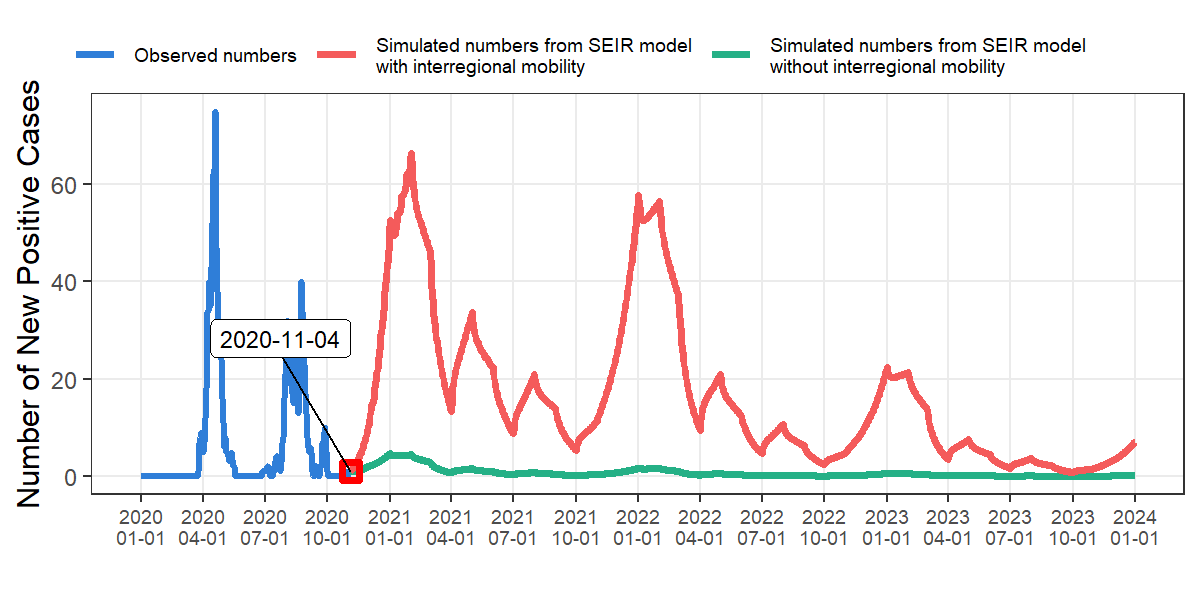 Observed numbers
Simulated numbers from SEIR model
with interregional mobility
Simulated numbers from SEIR model
without interregional mobility
Number of New Positive Cases
60
40
20
0
2020-11-04
2020 2020 2020 2020 2021 2021 2021 2021 2022 2022 2022 2022 2023 2023 2023 2023 2024
01-01 04-01 07-01 10-01 01-01 04-01 07-01 10-01 01-01 04-01 07-01 10-01 01-01 04-01 07-01 10-01 01-01